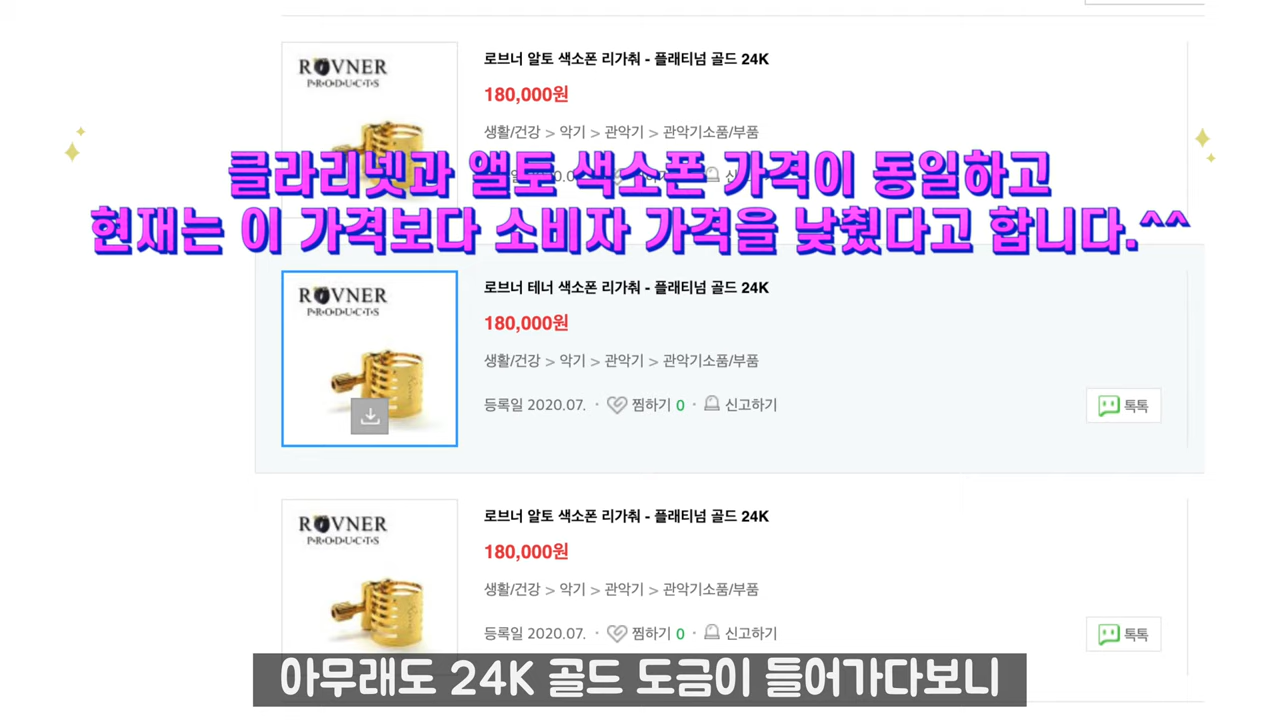 ROVNER
P•R•O•D•U•C•T•S
로브너 알토 색소폰 리가춰 - 플래티넘 골드 24K
180,000원
생활/건강 > 악기 > 관악기 > 관악기소품/부품
클라리넷과 앨토 색소폰 가격이 동일하고
현재는 이 가격보다 소비자 가격을 낮췄다고 합니다.^^
ROVNER
P•R•O•D•U•C•T•S
로브너 테너 색소폰 리가춰 - 플래티넘 골드 24K
180,000원
생활/건강 > 악기 > 관악기 > 관악기소품/부품
등록일 2020.07. · 찜하기 0 · 신고하기
톡톡
ROVNER
P•R•O•D•U•C•T•S
로브너 알토 색소폰 리가춰 - 플래티넘 골드 24K
180,000원
생활/건강 > 악기 > 관악기 > 관악기소품/부품
등록일 2020.07. · 찜하기 0 · 신고하기
톡톡
아무래도 24K 골드 도금이 들어가다보니